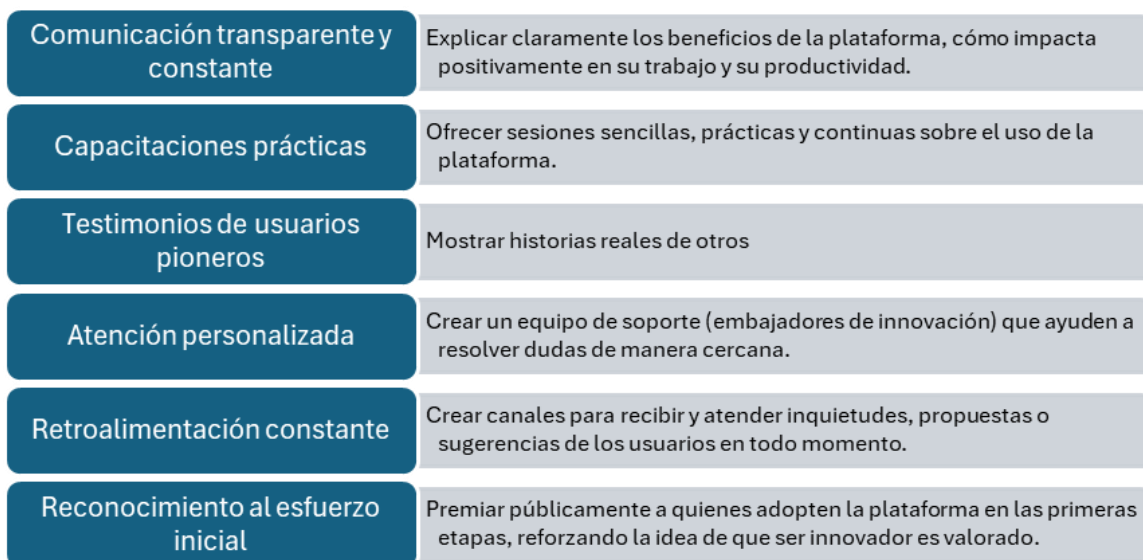 Comunicación transparente y
constante
Explicar claramente los beneficios de la plataforma, cómo impacta
positivamente en su trabajo y su productividad.
Capacitaciones prácticas
Ofrecer sesiones sencillas, prácticas y continuas sobre el uso de la
plataforma.
Testimonios de usuarios
pioneros
Mostrar historias reales de otros
Atención personalizada
Crear un equipo de soporte (embajadores de innovación) que ayuden a
resolver dudas de manera cercana.
Retroalimentación constante
Crear canales para recibir y atender inquietudes, propuestas o
sugerencias de los usuarios en todo momento.
Reconocimiento al esfuerzo
inicial
Premiar públicamente a quienes adopten la plataforma en las primeras
etapas, reforzando la idea de que ser innovador es valorado.